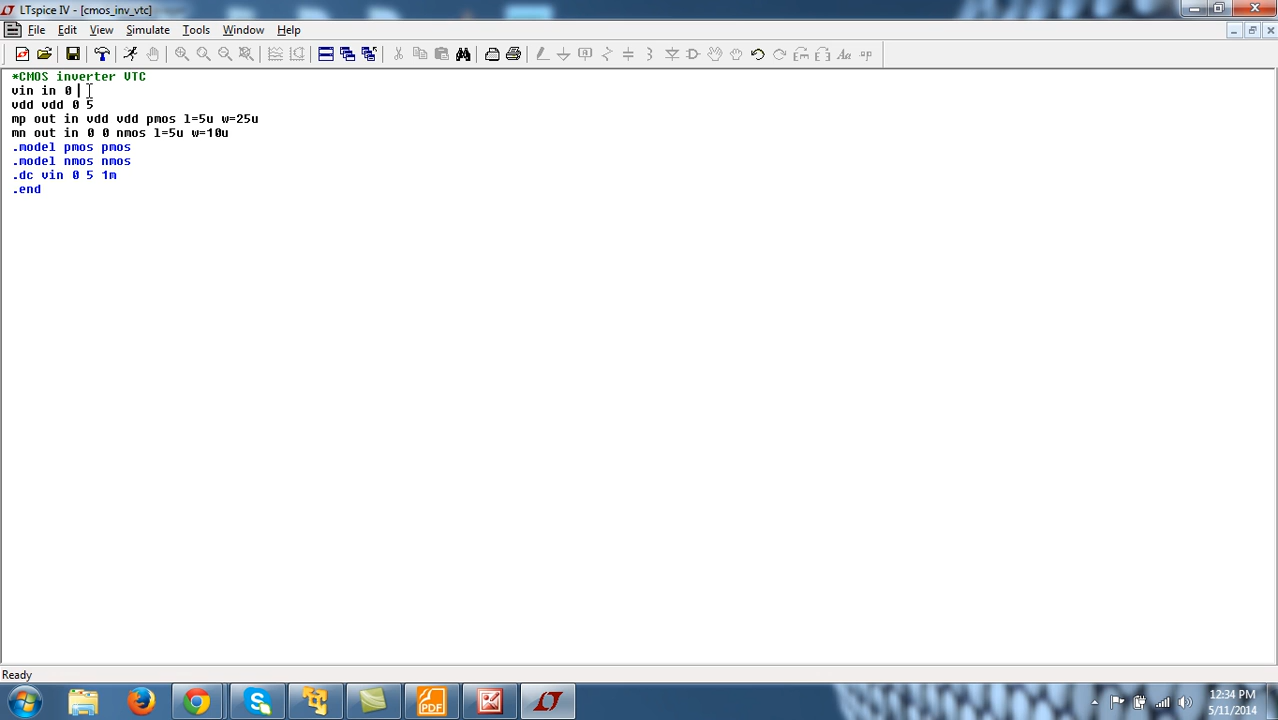 LTspice IV - [cmos_inv_vtc]
File Edit View Simulate Tools Window Help
*CMOS inverter VTC
vin in 0
vdd vdd 0 5
mp out in vdd vdd pmos l=5u w=25u
mn out in 0 0 nmos l=5u w=10u
.model pmos pmos
.model nmos nmos
.dc vin 0 5 1m
.end
Ready
PDF
12:34 PM
5/11/2014